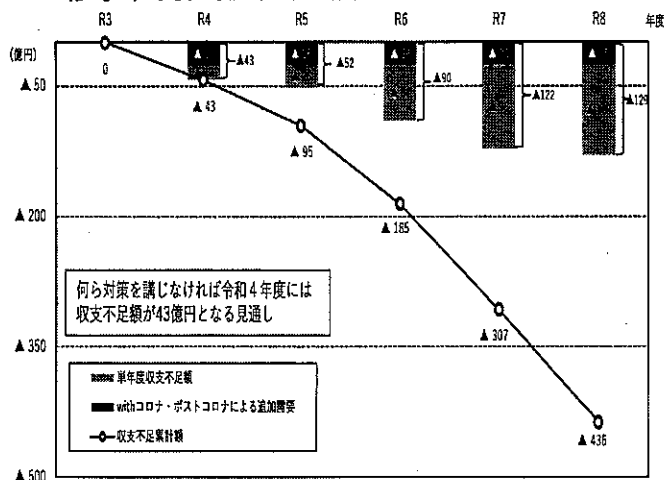 R3 R4 R5 R6 R7 R8 年度
(億円)
0
▲43
▲52
▲90
▲122
▲129
▲50
▲43
▲95
▲200
▲185
何ら対策を講じなければ令和４年度には
収支不足額が43億円となる見通し
▲307
▲350
単年度収支不足額
withコロナ・ポストコロナによる追加需要
収支不足累計額
▲436
▲500